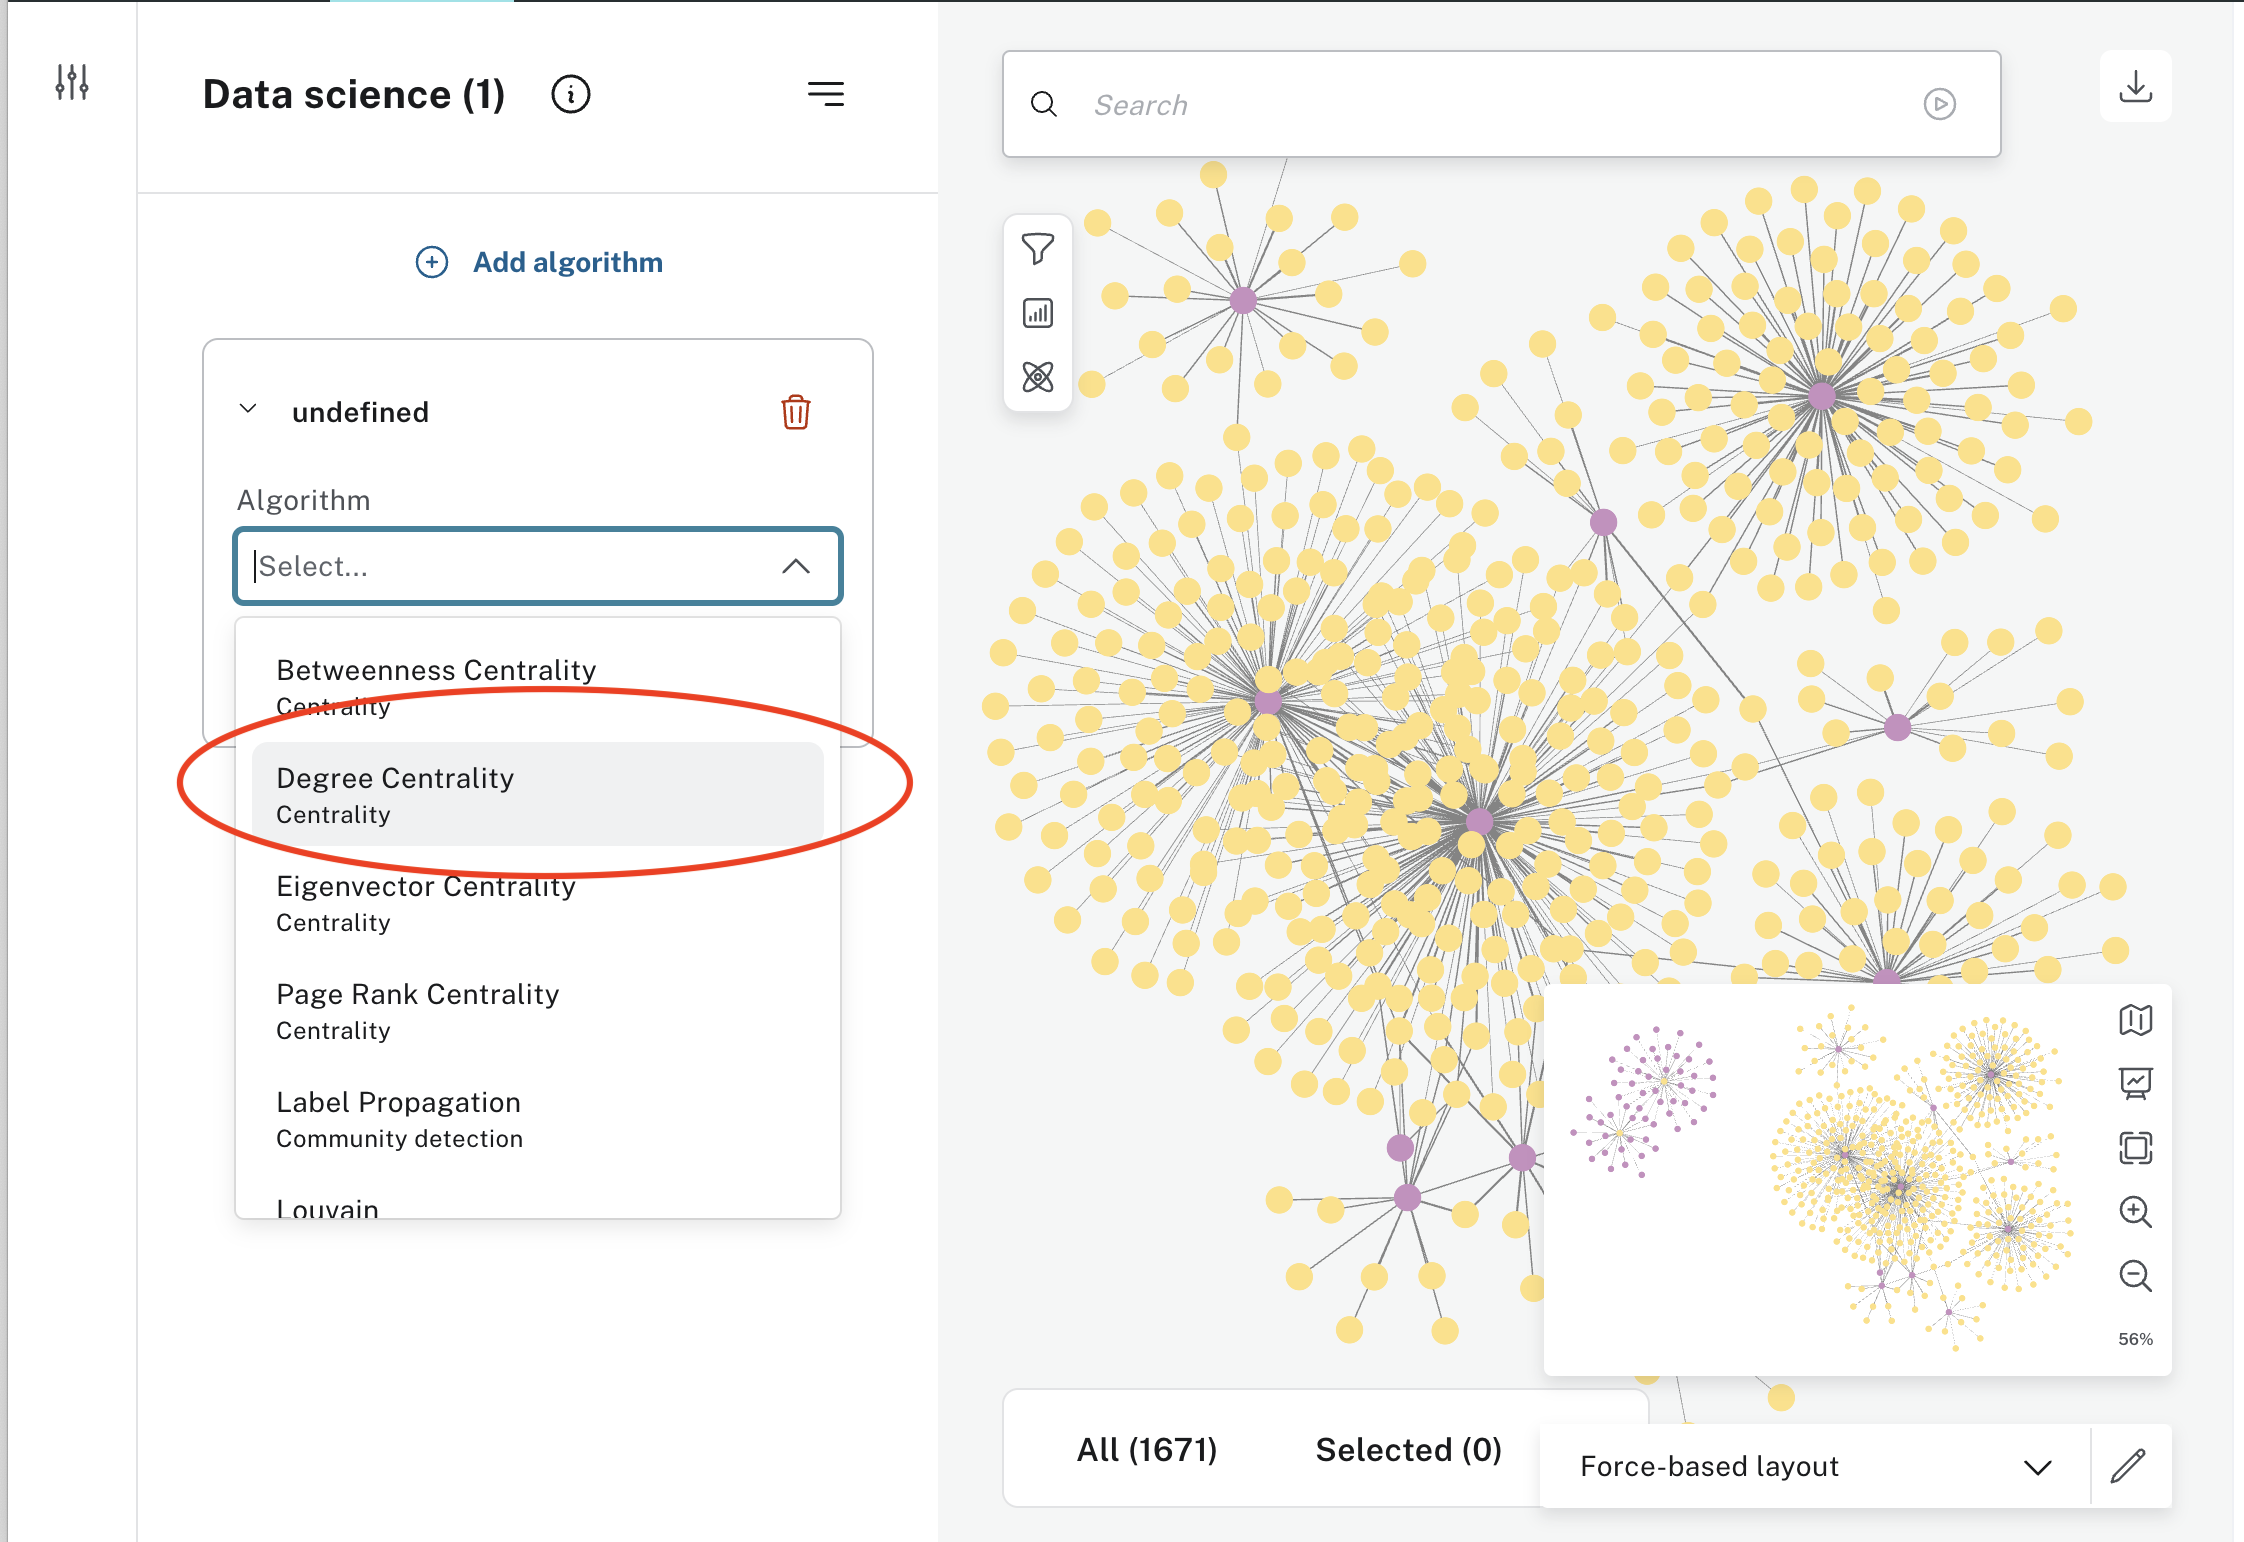 Data science (1)
Search
Add algorithm
undefined
Algorithm
Select...
Betweenness Centrality
Centrality
Degree Centrality
Centrality
Eigenvector Centrality
Centrality
Page Rank Centrality
Centrality
Label Propagation
Community detection
Louvain
56%
All (1671)
Selected (0)
Force-based layout